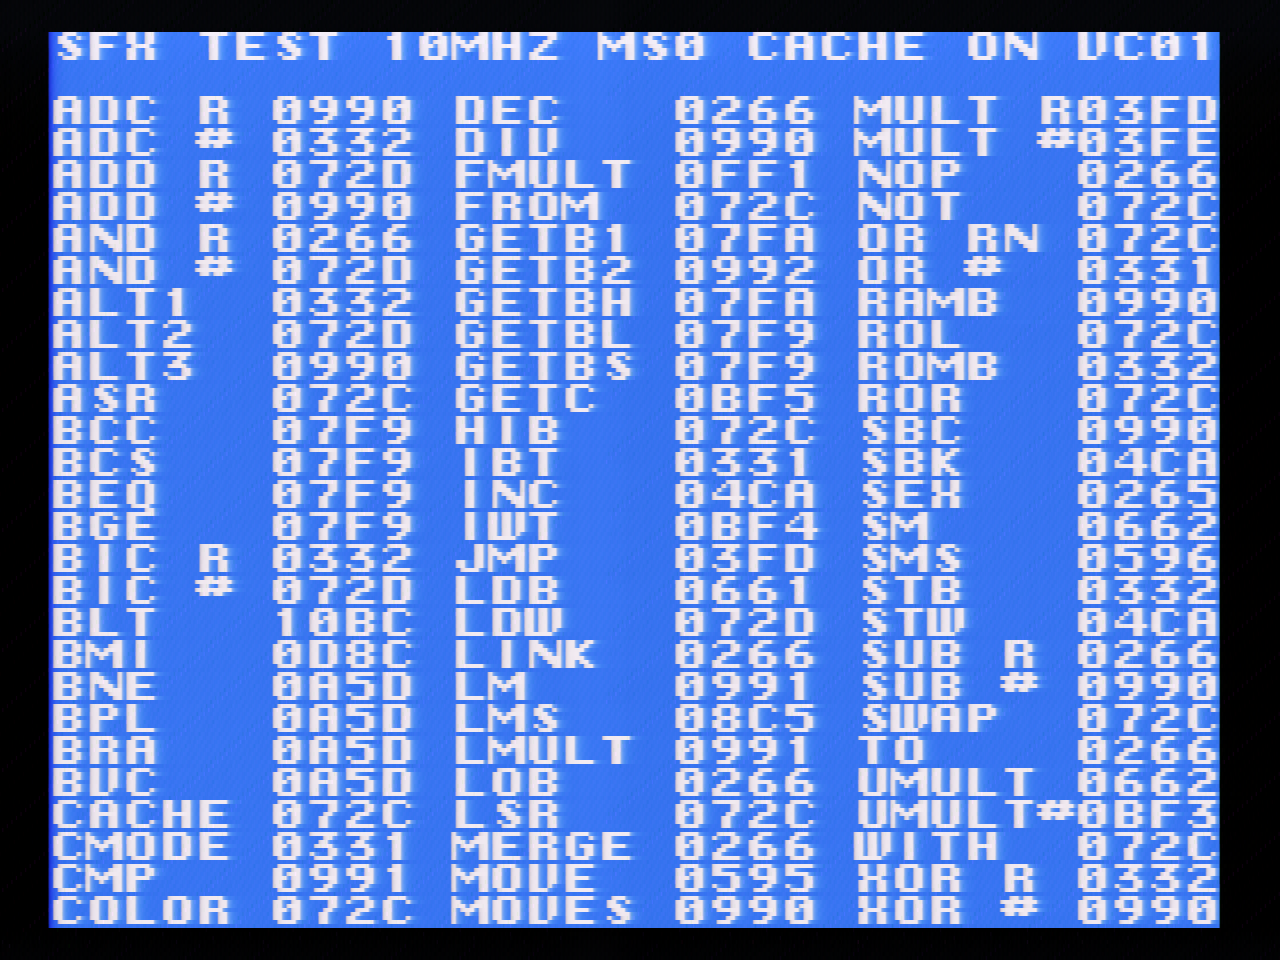 SFX TEST 10MHZ MS0 CACHE ON VC01
ADC R 0990 DEC 0266 MULT R03FD
ADC # 0332 DIV 0990 MULT #03FE
ADD R 072D FMULT 0FF1 NOP 0266
ADD # 0990 FROM 072C NOT 072C
AND R 0266 GETB1 07FA OR RN 072C
AND # 072D GETB2 0992 OR # 0331
ALT1 0332 GETBH 07FA RAMB 0990
ALT2 072D GETBL 07F9 ROL 072C
ALT3 0990 GETBS 07F9 ROMB 0332
ASR 072C GETC 0BF5 ROR 072C
BCC 07F9 HIB 072C SBC 0990
BCS 07F9 IBT 0331 SBK 04CA
BEQ 07F9 INC 04CA SEX 0265
BGE 07F9 IWT 0BF4 SM 0662
BIC R 0332 JMP 03FD SMS 0596
BIC # 072D LDB 0661 STB 0332
BLT 10BC LDW 072D STW 04CA
BMI 0D8C LINK 0266 SUB R 0266
BNE 0A5D LM 0991 SUB # 0990
BPL 0A5D LMS 08C5 SWAP 072C
BRA 0A5D LMULT 0991 TO 0266
BVC 0A5D LOB 0266 UMULT 0662
CACHE 072C LSR 072C UMULT#0BF3
CMODE 0331 MERGE 0266 WITH 072C
CMP 0991 MOVE 0595 XOR R 0332
COLOR 072C MOVES 0990 XOR # 0990